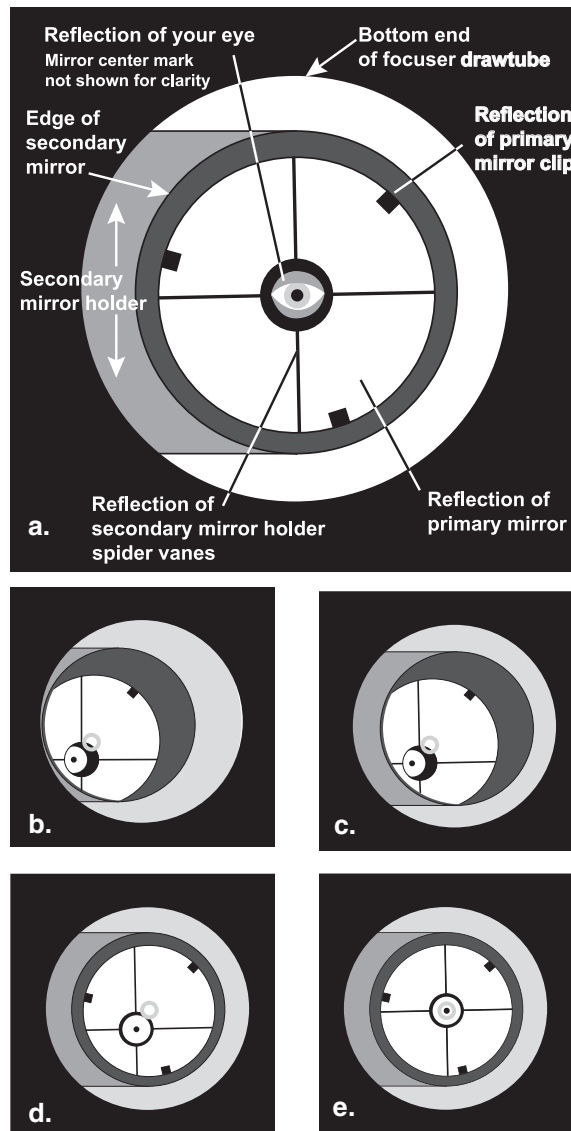 Reflection of your eye
Mirror center mark
not shown for clarity
Bottom end
of focuser drawtube
Edge of
secondary
mirror
Reflection
of primary
mirror clip
Secondary
mirror holder
Reflection of
secondary mirror holder
spider vanes
Reflection of
primary mirror
a.
b.
c.
d.
e.